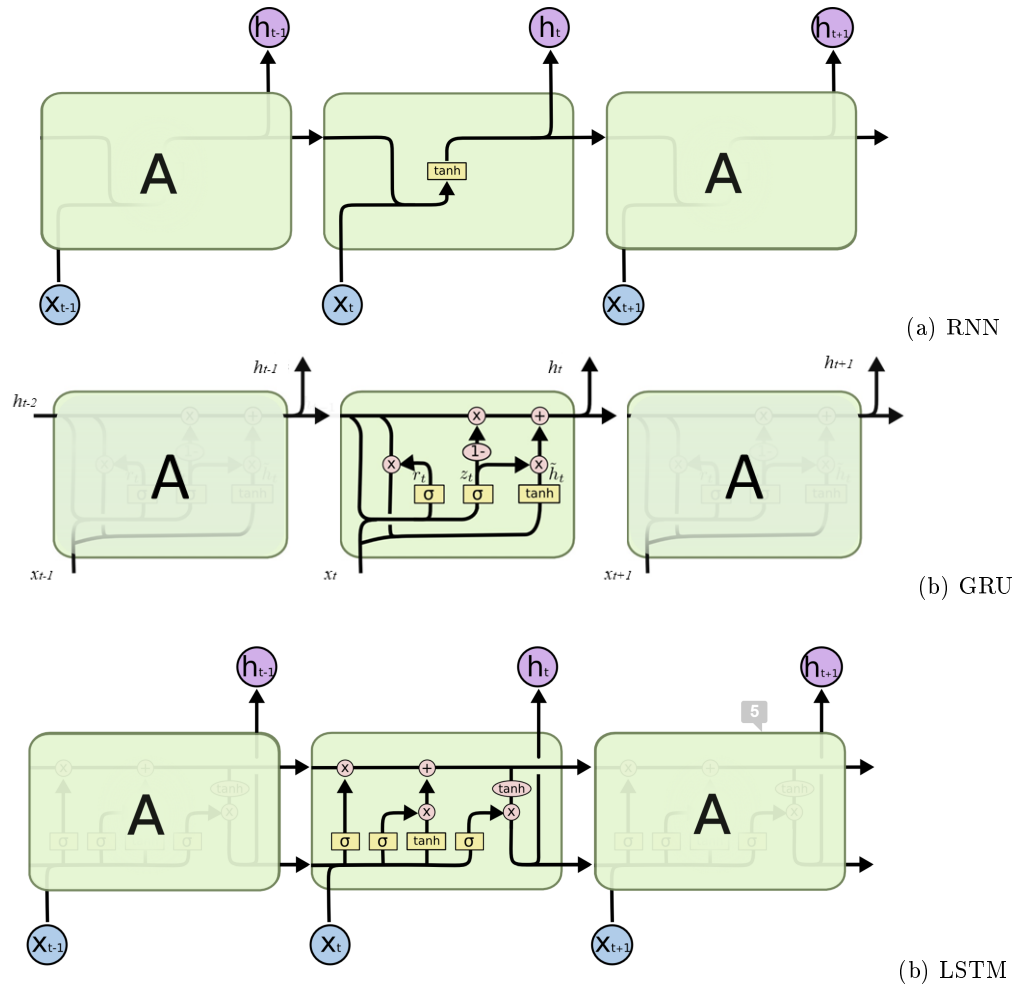 ht-1 ht ht+1
A tanh A
xt-1 xt xt+1
(a) RNN
ht-1 ht ht+1
ht-2
x +
1-
A x rt zt x h̃t A
σ σ tanh
xt-1 xt xt+1
(b) GRU
ht-1 ht ht+1
5
x +
tanh
A x x A
σ σ tanh σ
xt-1 xt xt+1
(b) LSTM